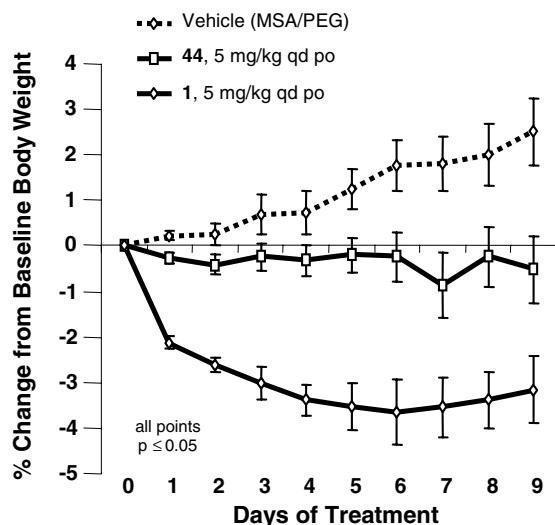 Vehicle (MSA/PEG)
44, 5 mg/kg qd po
1, 5 mg/kg qd po
% Change from Baseline Body Weight
4
3
2
1
0
-1
-2
-3
-4
-5
all points
p ≤ 0.05
0 1 2 3 4 5 6 7 8 9
Days of Treatment